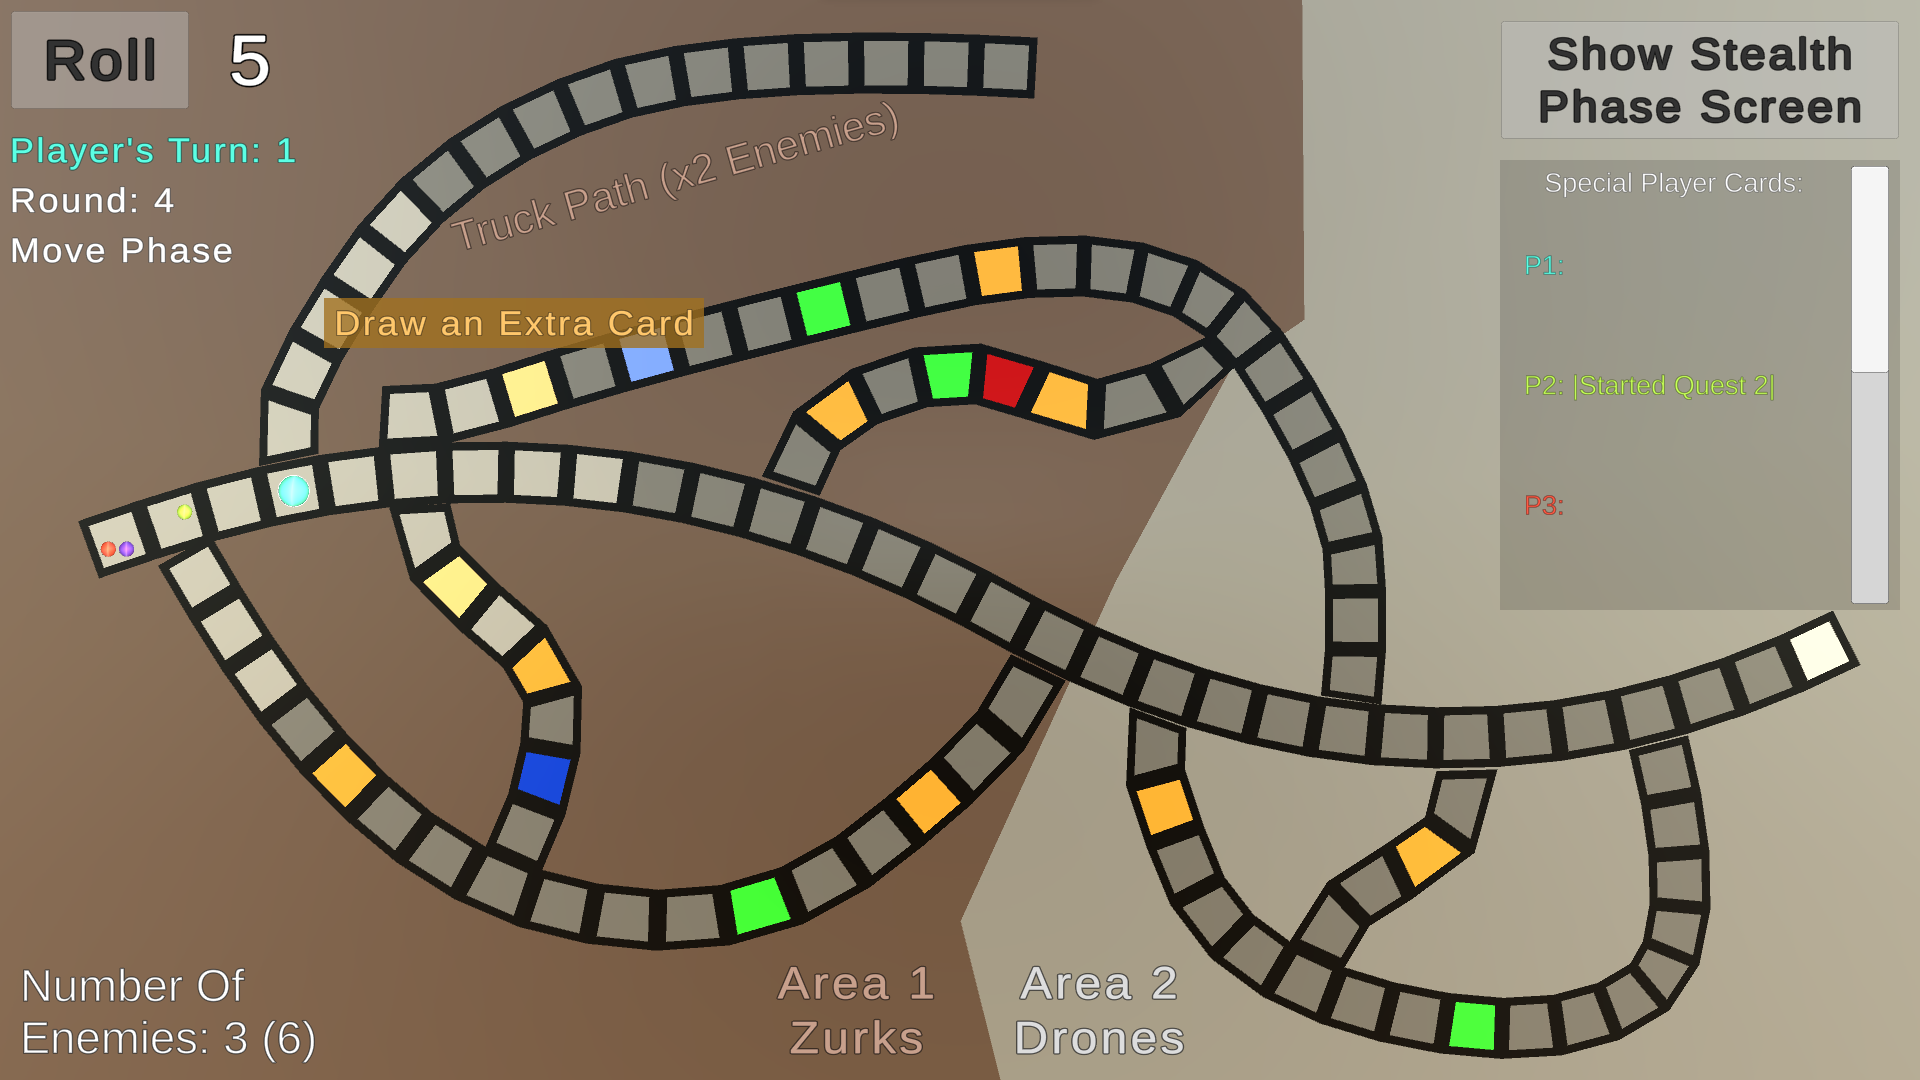 Roll
5
Player's Turn: 1
Round: 4
Move Phase
Show Stealth
Phase Screen
Special Player Cards:
P1:
P2: |Started Quest 2|
P3:
Truck Path (x2 Enemies)
Draw an Extra Card
Number Of
Enemies: 3 (6)
Area 1
Zurks
Area 2
Drones